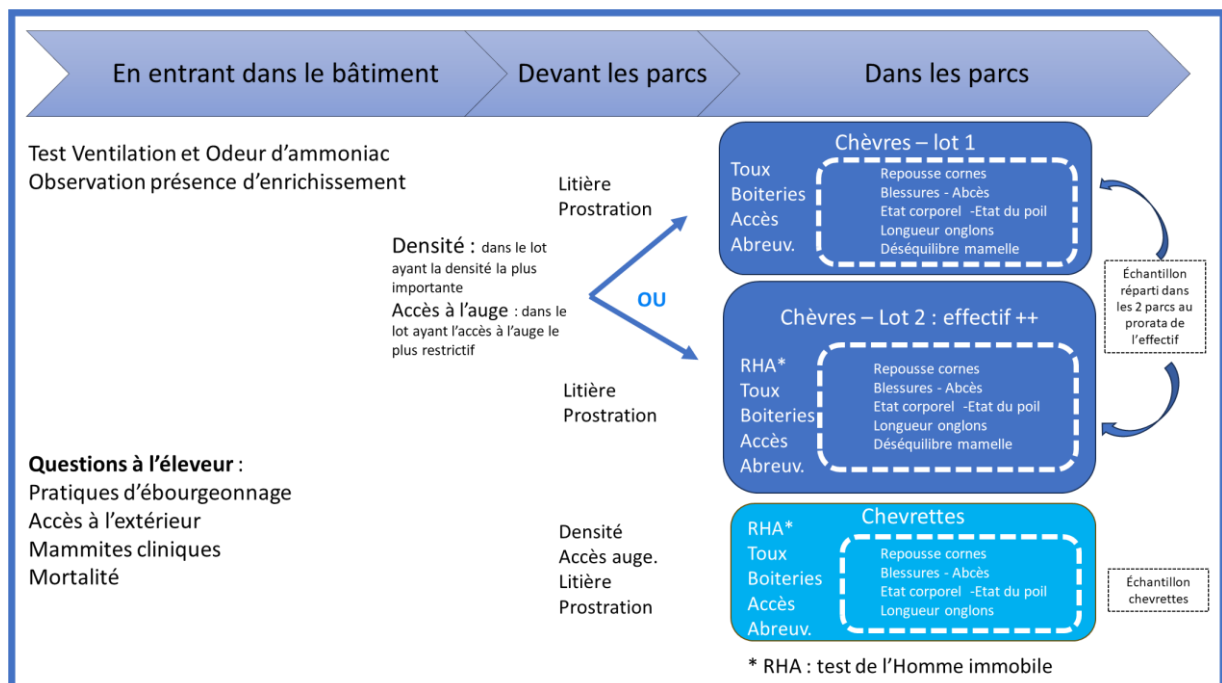 En entrant dans le bâtiment
Devant les parcs
Dans les parcs
Test Ventilation et Odeur d'ammoniac
Observation présence d'enrichissement
Litière
Prostration
Densité : dans le lot
ayant la densité la plus
importante
Accès à l'auge : dans le
lot ayant l'accès à l'auge le
plus restrictif
OU
Litière
Prostration
Questions à l'éleveur :
Pratiques d'ébourgeonnage
Accès à l'extérieur
Mammites cliniques
Mortalité
Densité
Accès auge.
Litière
Prostration
Chèvres – lot 1
Toux
Boiteries
Accès
Abreuv.
Repousse cornes
Blessures - Abcès
Etat corporel -Etat du poil
Longueur onglons
Déséquilibre mamelle
Chèvres – Lot 2 : effectif ++
RHA*
Toux
Boiteries
Accès
Abreuv.
Repousse cornes
Blessures - Abcès
Etat corporel -Etat du poil
Longueur onglons
Déséquilibre mamelle
Échantillon
réparti dans
les 2 parcs au
prorata de
l'effectif
Chevrettes
RHA*
Toux
Boiteries
Accès
Abreuv.
Repousse cornes
Blessures - Abcès
Etat corporel -Etat du poil
Longueur onglons
Échantillon
chevrettes
* RHA : test de l'Homme immobile